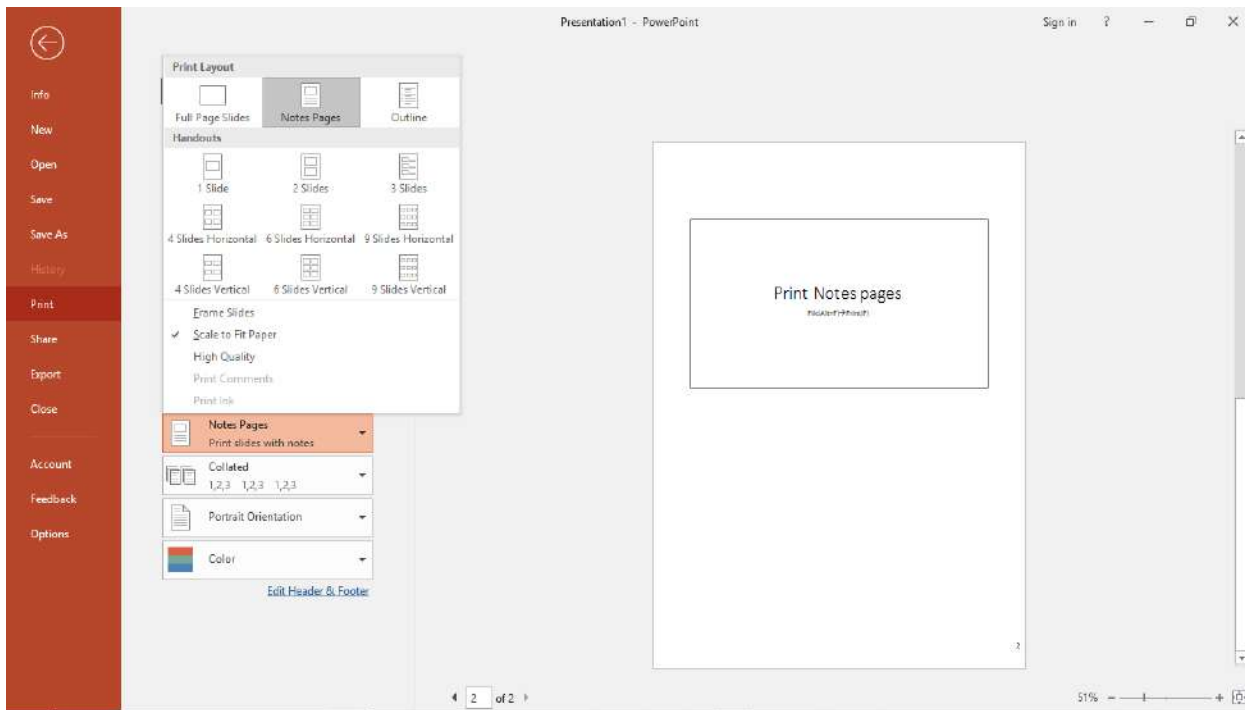 Presentation1 - PowerPoint
Sign in ?
Info
New
Open
Save
Save As
History
Print
Share
Export
Close
Account
Feedback
Options
Print Layout
Full Page Slides Notes Pages Outline
Handouts
1 Slide 2 Slides 3 Slides
4 Slides Horizontal 6 Slides Horizontal 9 Slides Horizontal
4 Slides Vertical 6 Slides Vertical 9 Slides Vertical
Frame Slides
Scale to Fit Paper
High Quality
Print Comments
Print Ink
Notes Pages
Print slides with notes
Collated
1,2,3 1,2,3 1,2,3
Portrait Orientation
Color
Edit Header & Footer
Print Notes pages
File(Alt+F)→Print(P)
2
2 of 2
51%